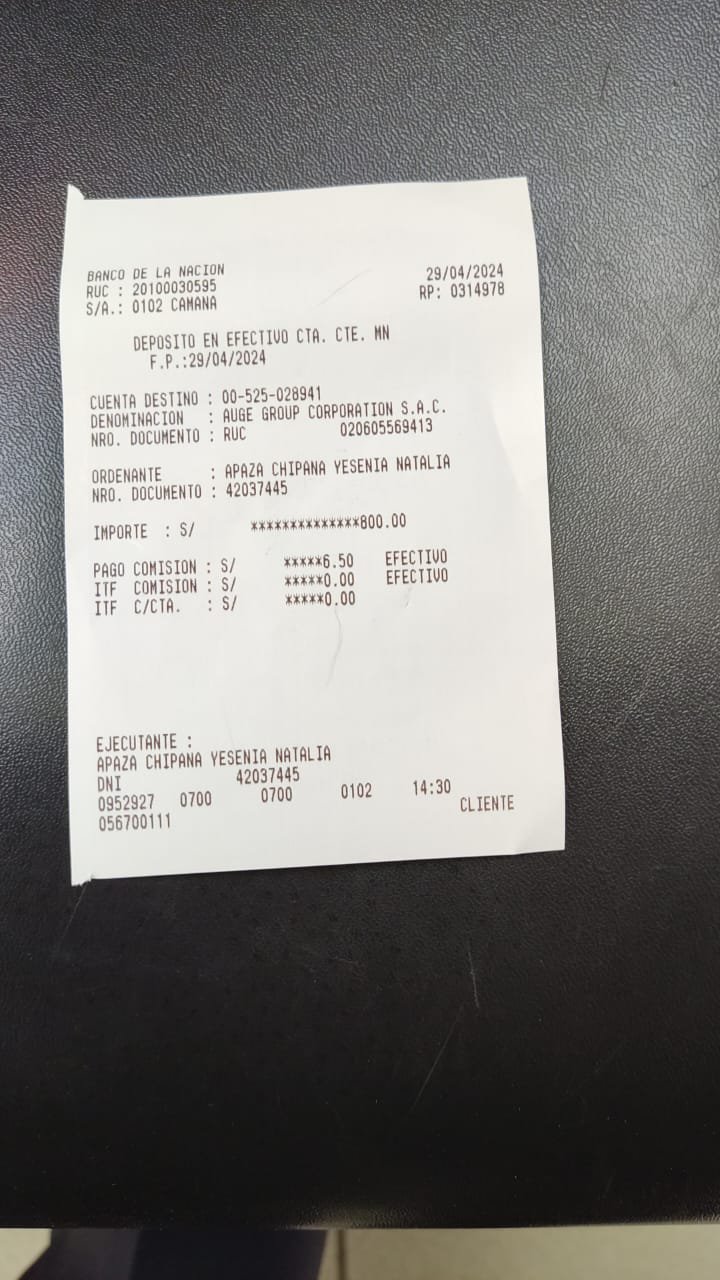 BANCO DE LA NACION 29/04/2024
RUC : 20100030595 RP: 0314978
S/A.: 0102 CAMANA
DEPOSITO EN EFECTIVO CTA. CTE. MN
F.P.:29/04/2024
CUENTA DESTINO : 00-525-028941
DENOMINACION : AUGE GROUP CORPORATION S.A.C.
NRO. DOCUMENTO : RUC 020605569413
ORDENANTE : APAZA CHIPANA YESENIA NATALIA
NRO. DOCUMENTO : 42037445
IMPORTE : S/ **************800.00
PAGO COMISION : S/ *****6.50 EFECTIVO
ITF COMISION : S/ *****0.00 EFECTIVO
ITF C/CTA. : S/ *****0.00
EJECUTANTE :
APAZA CHIPANA YESENIA NATALIA
DNI 42037445
0952927 0700 0700 0102 14:30
056700111 CLIENTE